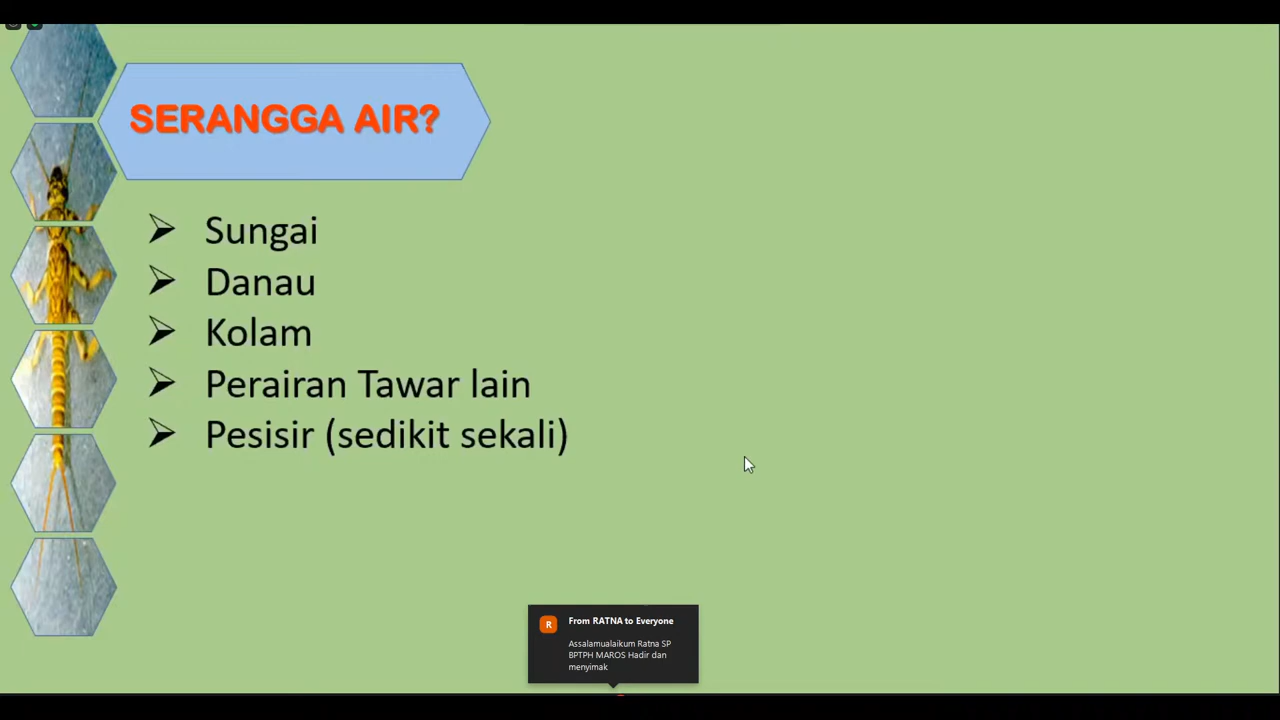 SERANGGA AIR?
➢ Sungai
➢ Danau
➢ Kolam
➢ Perairan Tawar lain
➢ Pesisir (sedikit sekali)
R
From RATNA to Everyone
Assalamualaikum Ratna SP
BPTPH MAROS Hadir dan
menyimak